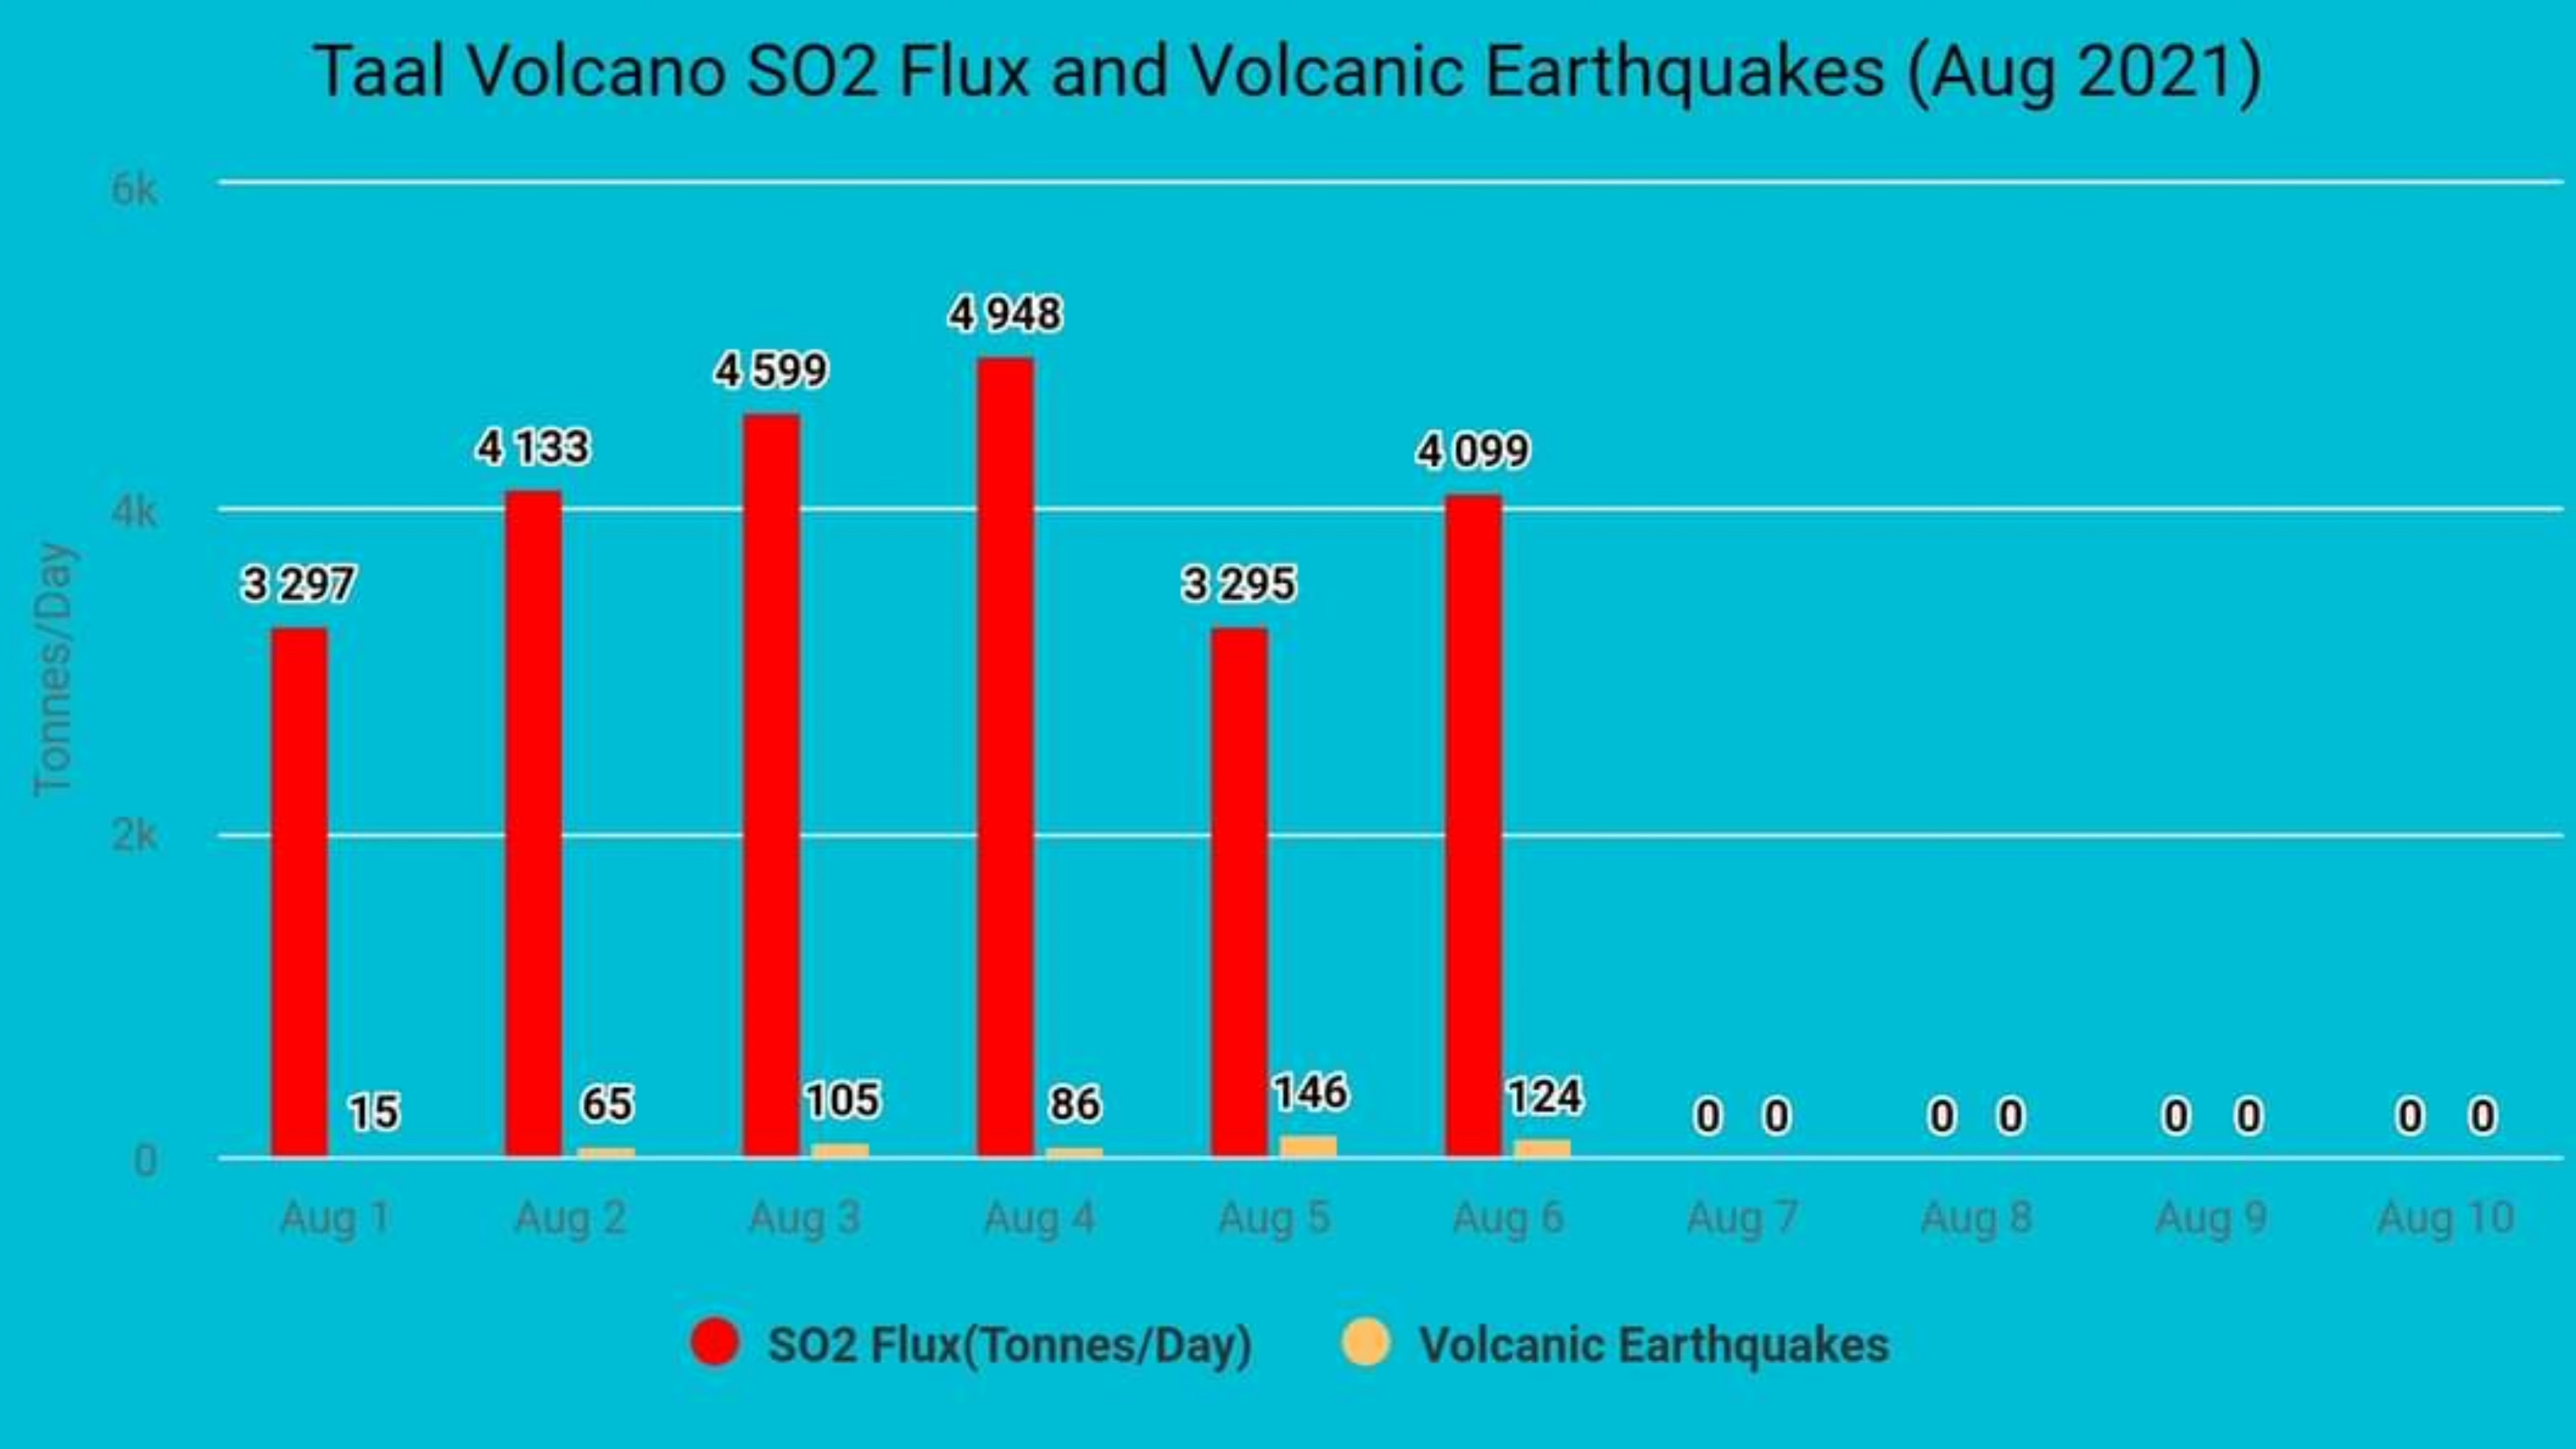 Taal Volcano SO2 Flux and Volcanic Earthquakes (Aug 2021)
6k
4 948
4 599
4 133
4 099
4k
3 297
3 295
Tonnes/Day
2k
15
65
105
86
146
124
0 0
0 0
0 0
0 0
0
Aug 1 Aug 2 Aug 3 Aug 4 Aug 5 Aug 6 Aug 7 Aug 8 Aug 9 Aug 10
SO2 Flux(Tonnes/Day) Volcanic Earthquakes